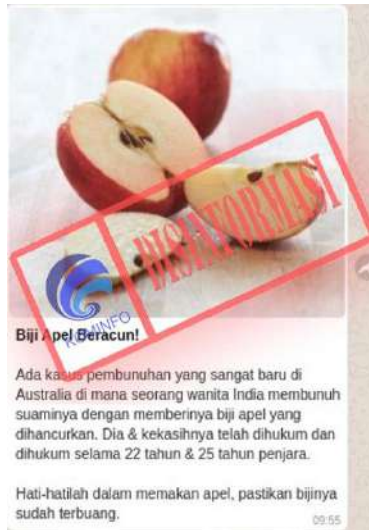 DISINFORMASI
KOMINFO
Biji Apel Beracun!
Ada kasus pembunuhan yang sangat baru di
Australia di mana seorang wanita India membunuh
suaminya dengan memberinya biji apel yang
dihancurkan. Dia & kekasihnya telah dihukum dan
dihukum selama 22 tahun & 25 tahun penjara.
Hati-hatilah dalam memakan apel, pastikan bijinya
sudah terbuang.
09:55